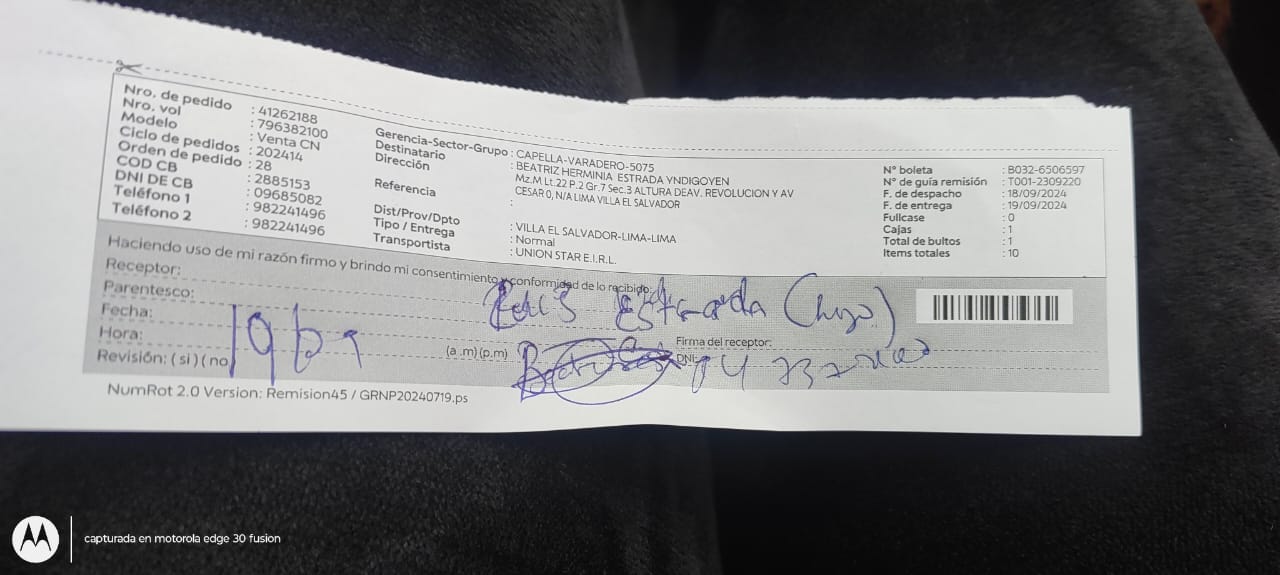 Nro. de pedido : 41262188
Nro. vol : 796382100
Modelo : Venta CN
Ciclo de pedidos : 202414
Orden de pedido : 28
COD CB : 2885153
DNI DE CB : 09685082
Teléfono 1 : 982241496
Teléfono 2 : 982241496
Gerencia-Sector-Grupo : CAPELLA-VARADERO-5075
Destinatario : BEATRIZ HERMINIA ESTRADA YNDIGOYEN
Dirección : Mz.M Lt.22 P.2 Gr.7 Sec.3 ALTURA DEAV. REVOLUCION Y AV
CESAR 0, N/A LIMA VILLA EL SALVADOR
Referencia :
Dist/Prov/Dpto : VILLA EL SALVADOR-LIMA-LIMA
Tipo / Entrega : Normal
Transportista : UNION STAR E.I.R.L.
N° boleta : B032-6506597
N° de guía remisión : T001-2309220
F. de despacho : 18/09/2024
F. de entrega : 19/09/2024
Fullcase : 0
Cajas : 1
Total de bultos : 1
Items totales : 10
Haciendo uso de mi razón firmo y brindo mi consentimiento y conformidad de lo recibido:
Receptor: Luis Estrada (hijo)
Parentesco:
Fecha:
Hora: (a.m)(p.m)
Firma del receptor:
Revisión: ( si ) ( no
DNI:
NumRot 2.0 Version: Remision45 / GRNP20240719.ps
capturada en motorola edge 30 fusion